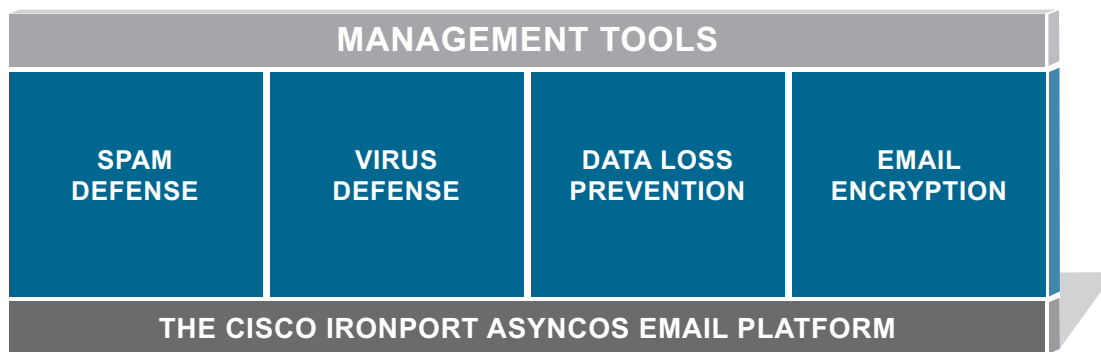 MANAGEMENT TOOLS
SPAM
DEFENSE
VIRUS
DEFENSE
DATA LOSS
PREVENTION
EMAIL
ENCRYPTION
THE CISCO IRONPORT ASYNCOS EMAIL PLATFORM